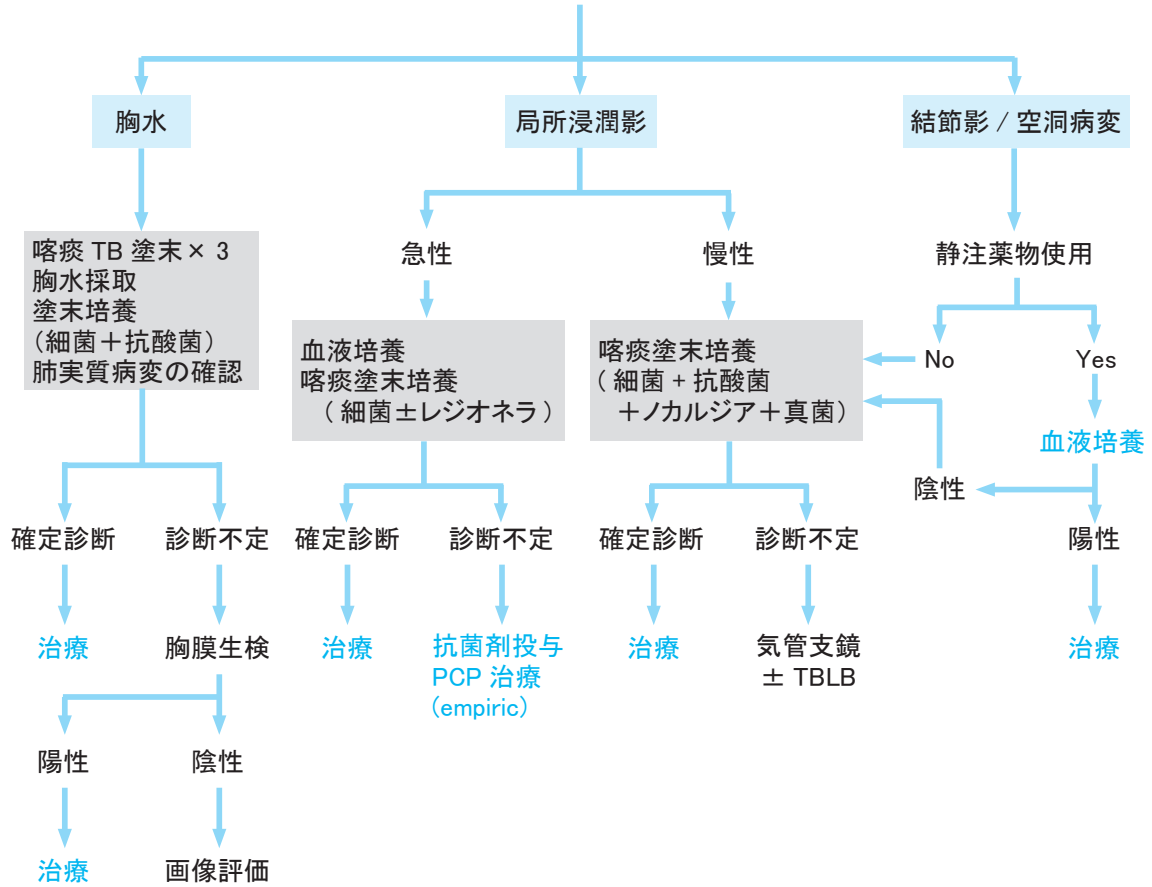 胸水
局所浸潤影
結節影 / 空洞病変
喀痰 TB 塗末× 3
胸水採取
塗末培養
(細菌＋抗酸菌)
肺実質病変の確認
急性
慢性
静注薬物使用
血液培養
喀痰塗末培養
( 細菌±レジオネラ )
喀痰塗末培養
( 細菌 + 抗酸菌
＋ノカルジア＋真菌)
No
Yes
血液培養
陰性
陽性
治療
確定診断
診断不定
確定診断
診断不定
確定診断
診断不定
治療
胸膜生検
治療
抗菌剤投与
PCP 治療
(empiric)
治療
気管支鏡
± TBLB
陽性
陰性
治療
画像評価